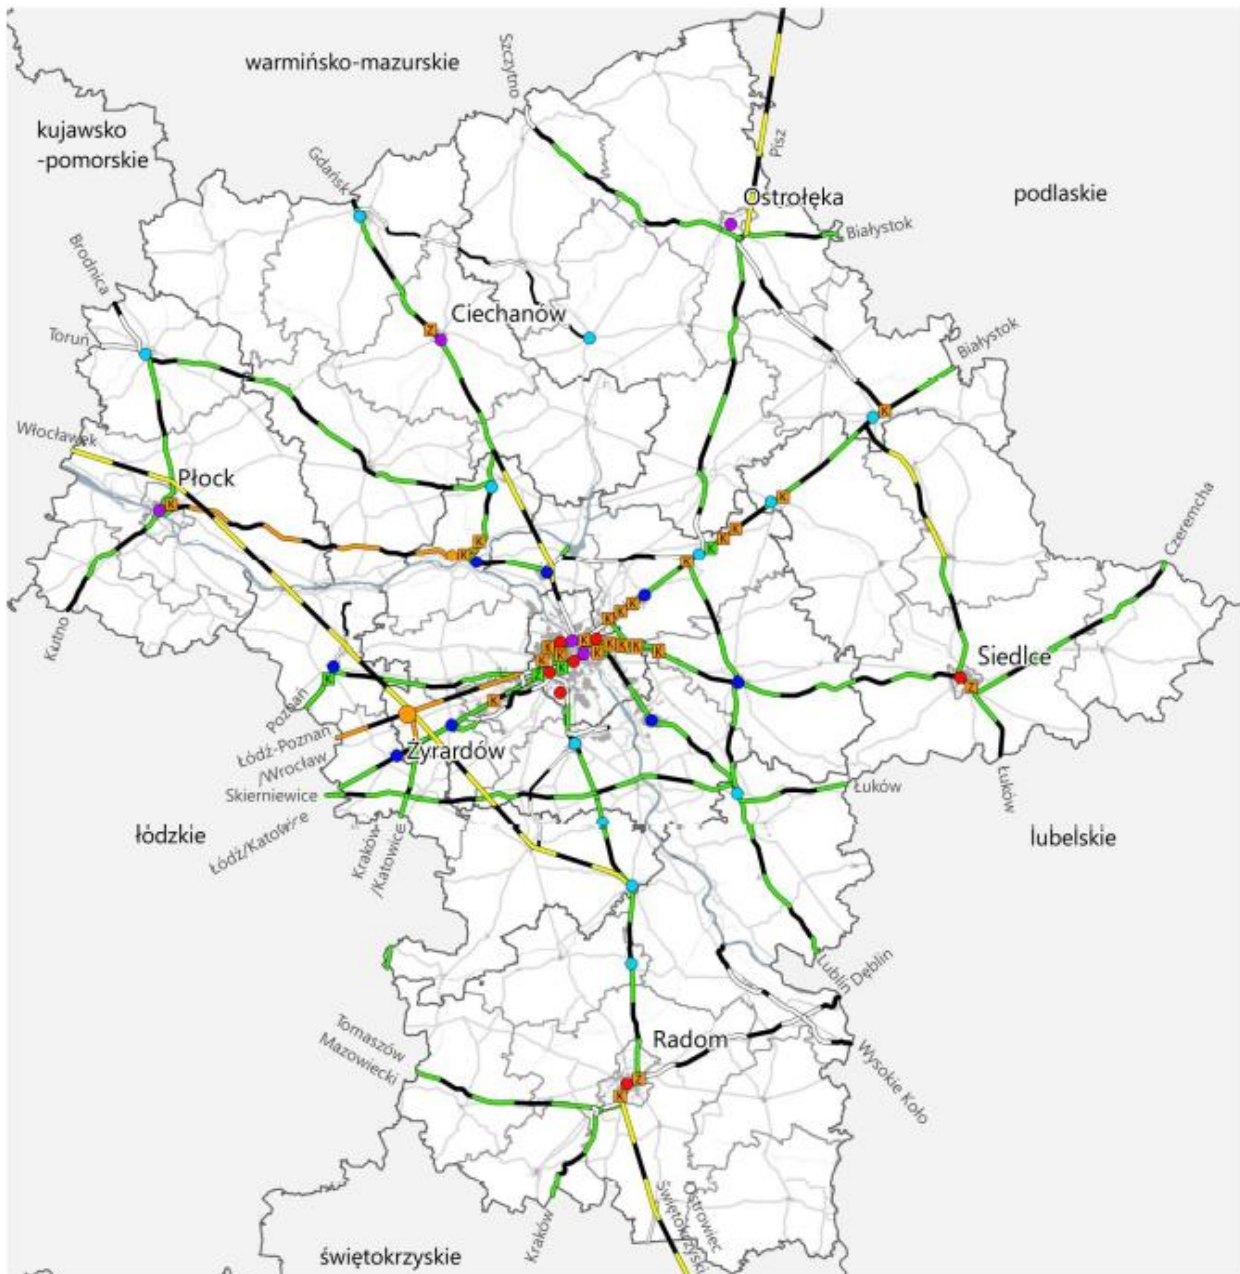 warmińsko-mazurskie
Szczytno
kujawsko
-pomorskie
Pisz
Gdańsk
Ostrołęka
podlaskie
Białystok
Brodnica
Ciechanów
Toruń
Białystok
Włocławek
Płock
Czeremcha
Kutno
Siedlce
Poznań
Łódź-Poznań
/Wrocław
Żyrardów
Skierniewice
Łuków
Łuków
łódzkie
Kraków
/Katowice
lubelskie
Lublin
Dęblin
Tomaszów
Mazowiecki
Radom
Wysokie Koło
Ostrowiec
Świętokrzyski
Kraków
świętokrzyskie
Z
K
K
K
K
K
K
K
K
K
K
K
K
Z
Z
K